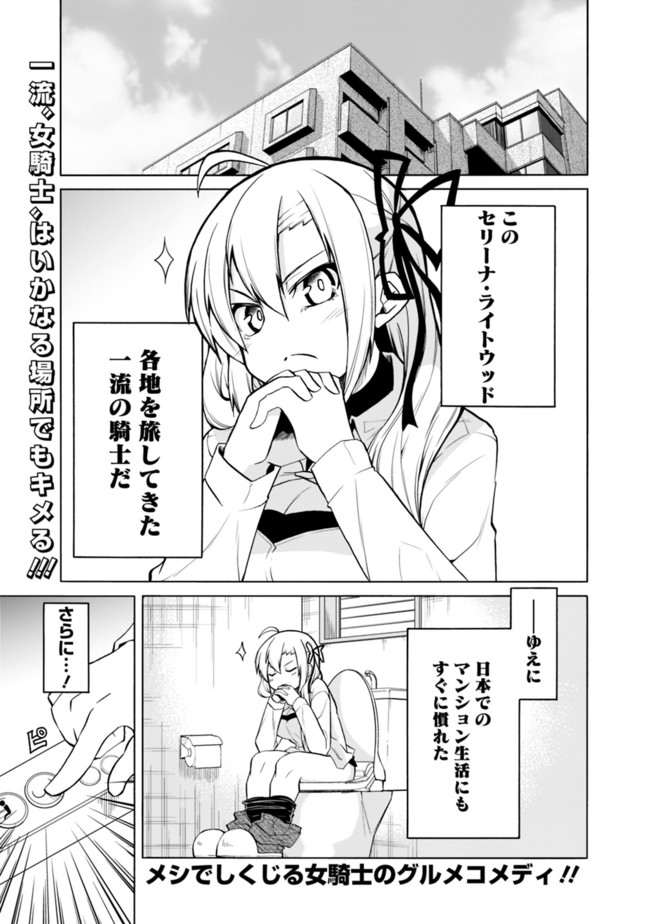 一流〝女騎士〟はいかなる場所でもキメる!!!
この
セリーナ・ライトウッド
各地を旅してきた
一流の騎士だ
──ゆえに
日本での
マンション生活にも
すぐに慣れた
さらに…!
ピ
メシでしくじる女騎士のグルメコメディ!!